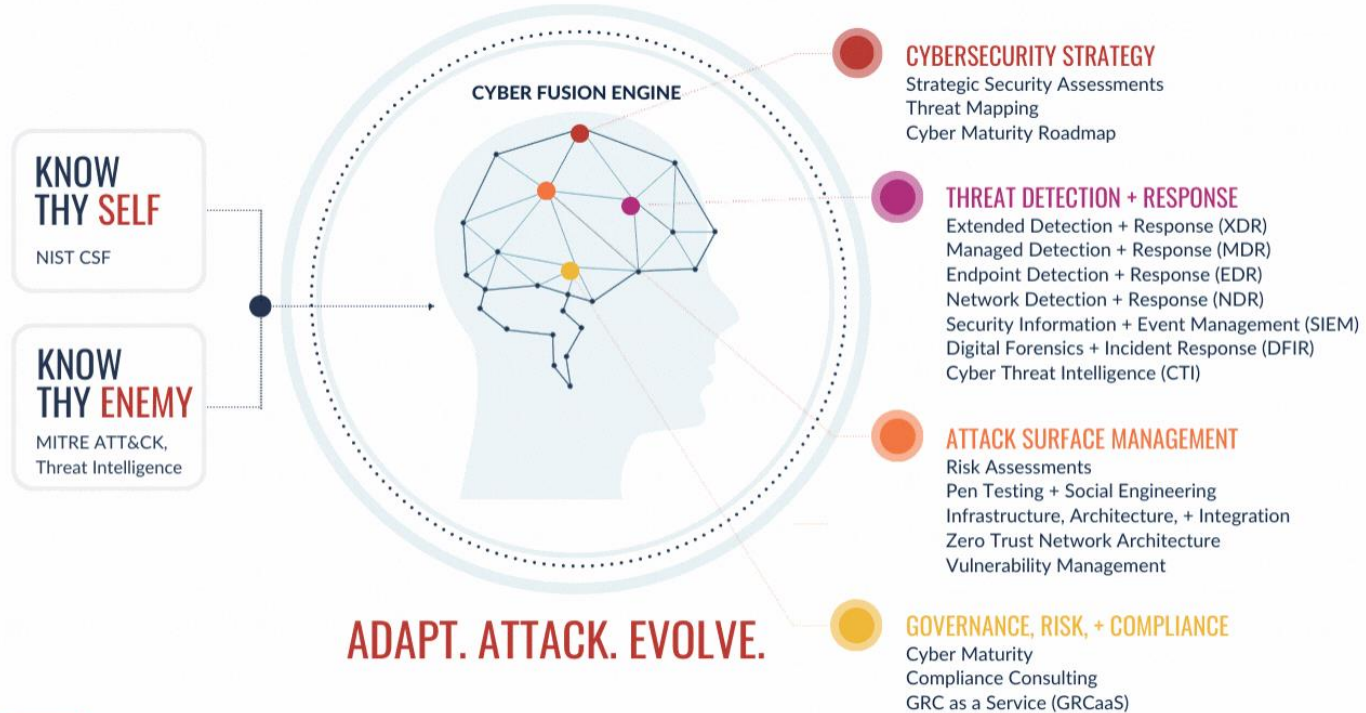 CYBER FUSION ENGINE
KNOW
THY SELF
NIST CSF
KNOW
THY ENEMY
MITRE ATT&CK,
Threat Intelligence
ADAPT. ATTACK. EVOLVE.
CYBERSECURITY STRATEGY
Strategic Security Assessments
Threat Mapping
Cyber Maturity Roadmap
THREAT DETECTION + RESPONSE
Extended Detection + Response (XDR)
Managed Detection + Response (MDR)
Endpoint Detection + Response (EDR)
Network Detection + Response (NDR)
Security Information + Event Management (SIEM)
Digital Forensics + Incident Response (DFIR)
Cyber Threat Intelligence (CTI)
ATTACK SURFACE MANAGEMENT
Risk Assessments
Pen Testing + Social Engineering
Infrastructure, Architecture, + Integration
Zero Trust Network Architecture
Vulnerability Management
GOVERNANCE, RISK, + COMPLIANCE
Cyber Maturity
Compliance Consulting
GRC as a Service (GRCaaS)